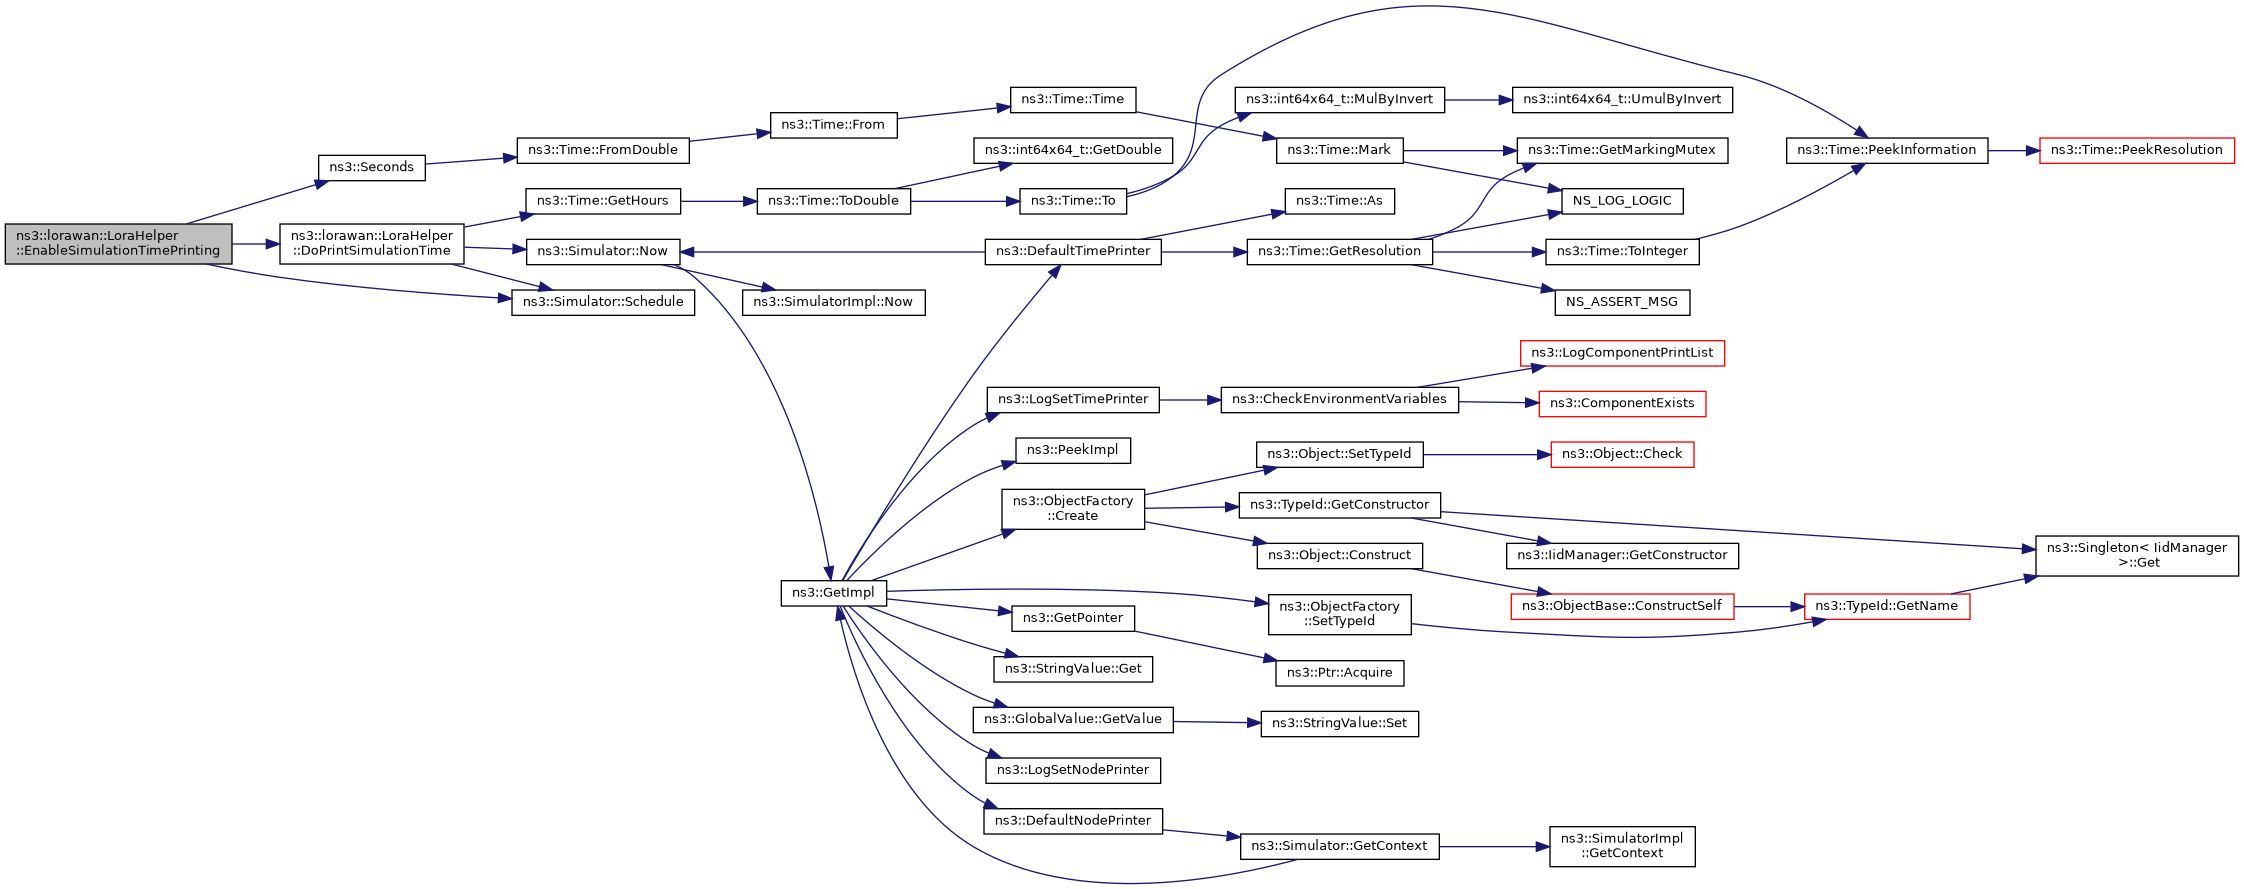 ns3::lorawan::LoraHelper
::EnableSimulationTimePrinting
ns3::Seconds
ns3::lorawan::LoraHelper
::DoPrintSimulationTime
ns3::Time::FromDouble
ns3::Time::GetHours
ns3::Simulator::Now
ns3::Simulator::Schedule
ns3::Time::From
ns3::Time::ToDouble
ns3::SimulatorImpl::Now
ns3::GetImpl
ns3::Time::Time
ns3::int64x64_t::GetDouble
ns3::Time::To
ns3::DefaultTimePrinter
ns3::LogSetTimePrinter
ns3::PeekImpl
ns3::ObjectFactory
::Create
ns3::GetPointer
ns3::StringValue::Get
ns3::GlobalValue::GetValue
ns3::LogSetNodePrinter
ns3::DefaultNodePrinter
ns3::int64x64_t::MulByInvert
ns3::Time::Mark
ns3::Time::As
ns3::Time::GetResolution
ns3::CheckEnvironmentVariables
ns3::Object::SetTypeId
ns3::TypeId::GetConstructor
ns3::Object::Construct
ns3::ObjectFactory
::SetTypeId
ns3::Ptr::Acquire
ns3::StringValue::Set
ns3::Simulator::GetContext
ns3::int64x64_t::UmulByInvert
ns3::Time::GetMarkingMutex
NS_LOG_LOGIC
ns3::Time::ToInteger
NS_ASSERT_MSG
ns3::LogComponentPrintList
ns3::ComponentExists
ns3::Object::Check
ns3::IidManager::GetConstructor
ns3::ObjectBase::ConstructSelf
ns3::SimulatorImpl
::GetContext
ns3::Time::PeekInformation
ns3::TypeId::GetName
ns3::Time::PeekResolution
ns3::Singleton< IidManager
>::Get